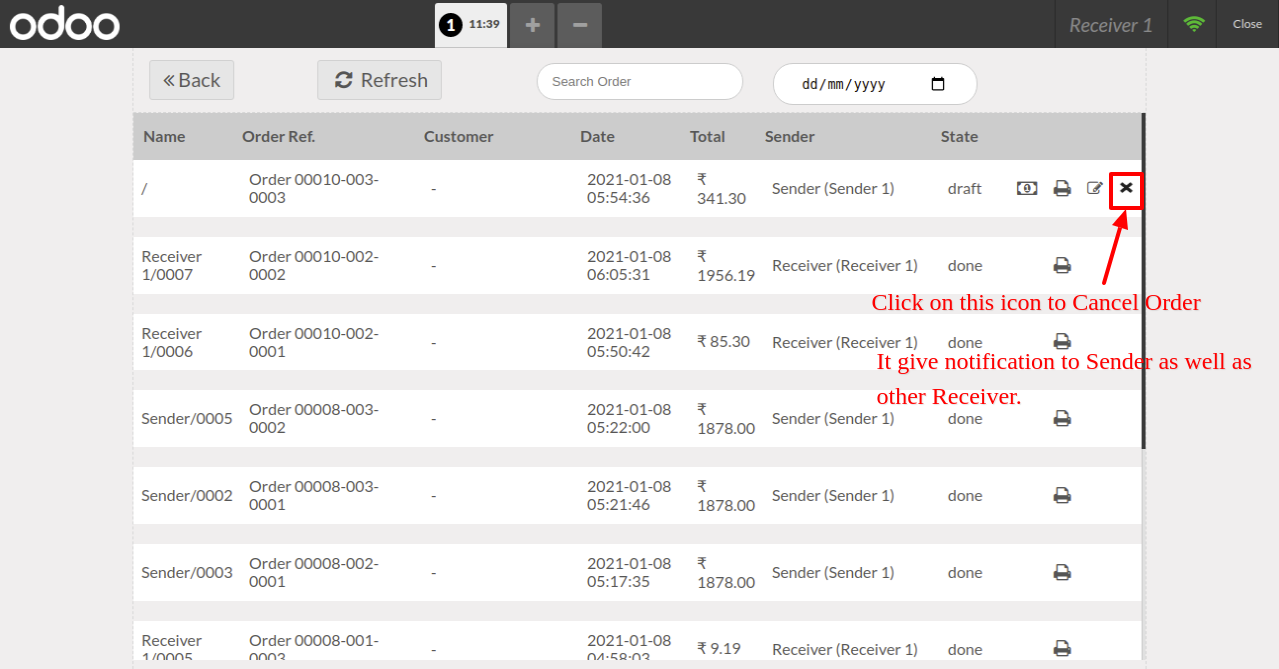 odoo 1 11:39 + − Receiver 1 Close
« Back Refresh Search Order dd/mm/yyyy
Name Order Ref. Customer Date Total Sender State
/ Order 00010-003-0003 - 2021-01-08 05:54:36 ₹ 341.30 Sender (Sender 1) draft
Receiver 1/0007 Order 00010-002-0002 - 2021-01-08 06:05:31 ₹ 1956.19 Receiver (Receiver 1) done
Click on this icon to Cancel Order
Receiver 1/0006 Order 00010-002-0001 - 2021-01-08 05:50:42 ₹ 85.30 Receiver (Receiver 1) done
It give notification to Sender as well as
other Receiver.
Sender/0005 Order 00008-003-0002 - 2021-01-08 05:22:00 ₹ 1878.00 Sender (Sender 1) done
Sender/0002 Order 00008-003-0001 - 2021-01-08 05:21:46 ₹ 1878.00 Sender (Sender 1) done
Sender/0003 Order 00008-002-0001 - 2021-01-08 05:17:35 ₹ 1878.00 Sender (Sender 1) done
Receiver 1/0005 Order 00008-001-0003 - 2021-01-08 04:58:03 ₹ 9.19 Receiver (Receiver 1) done